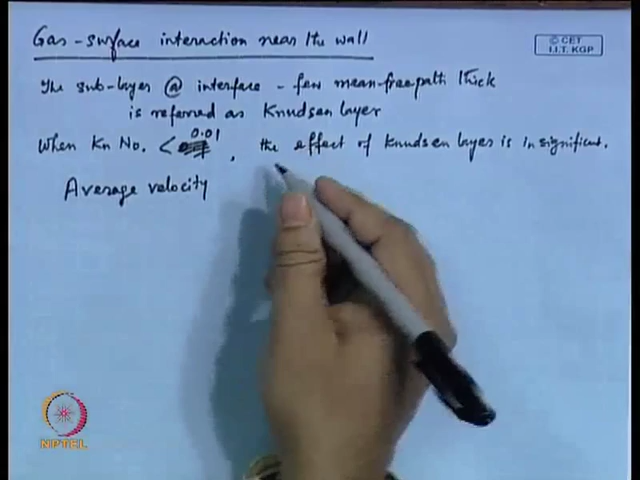 Gas-surface interaction near the wall
© CET
I.I.T. KGP
The sub-layer @ interface - few mean-free path thick
is referred as Knudsen layer
When Kn No. < 0.01, the effect of Knudsen layer is insignificant.
Average velocity
NPTEL